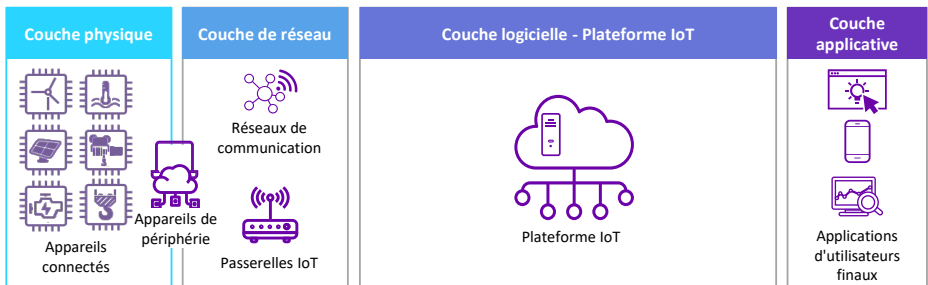 Couche physique
Couche de réseau
Couche logicielle - Plateforme IoT
Couche
applicative
Réseaux de
communication
Appareils de
périphérie
Appareils
connectés
Passerelles IoT
Plateforme IoT
Applications
d'utilisateurs
finaux